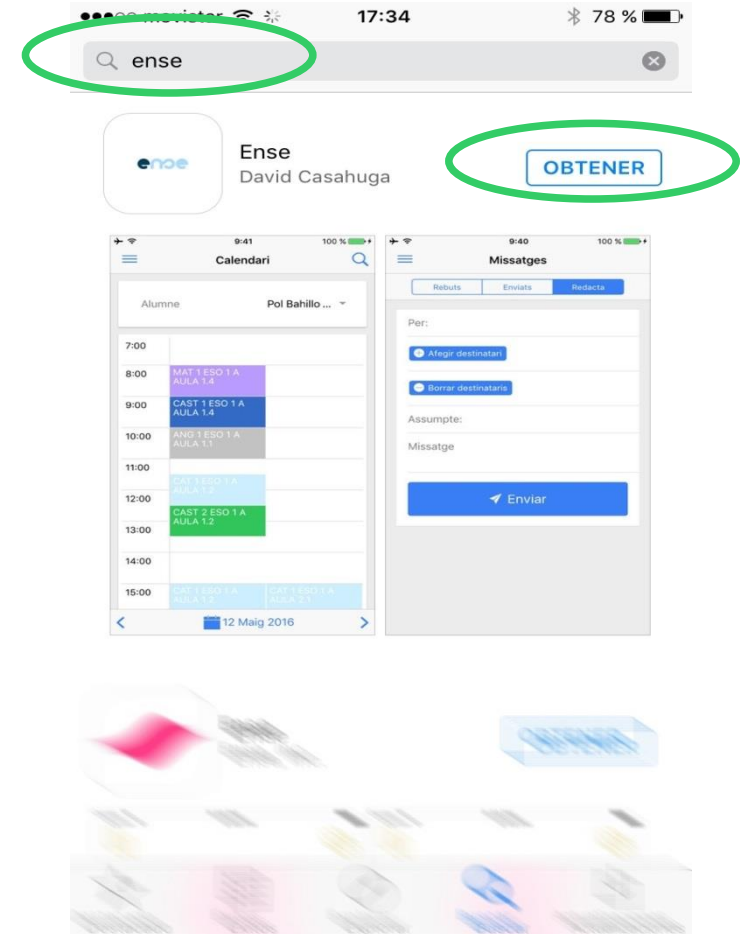 movistar 17:34 78 %
ense
ense
Ense
David Casahuga
OBTENER
9:41 100 %
Calendari
Alumne Pol Bahillo ...
7:00
8:00
MAT 1 ESO 1 A
AULA 1.4
9:00
CAST 1 ESO 1 A
AULA 1.4
10:00
ANG 1 ESO 1 A
AULA 1.1
11:00
CAT 1 ESO 1 A
AULA 1.2
12:00
CAST 2 ESO 1 A
AULA 1.2
13:00
14:00
15:00
CAT 1 ESO 1 A CAT 1 ESO 1 A
AULA 1.2 AULA 2.1
12 Maig 2016
9:40 100 %
Missatges
Rebuts Enviats Redacta
Per:
Afegir destinatari
Borrar destinataris
Assumpte:
Missatge
Enviar